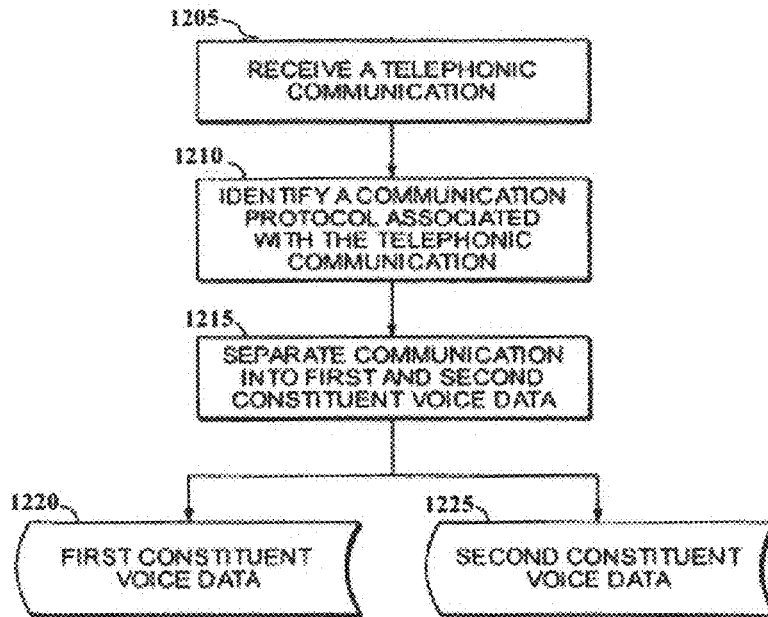 1205
RECEIVE A TELEPHONIC
COMMUNICATION
1210
IDENTIFY A COMMUNICATION
PROTOCOL ASSOCIATED
WITH THE TELEPHONIC
COMMUNICATION
1215
SEPARATE COMMUNICATION
INTO FIRST AND SECOND
CONSTITUENT VOICE DATA
1220
FIRST CONSTITUENT
VOICE DATA
1225
SECOND CONSTITUENT
VOICE DATA